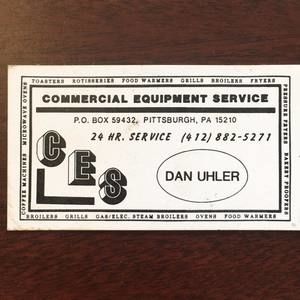 TOASTERS ROTISSERIES FOOD WARMERS GRILLS BROILERS FRYERS
COMMERCIAL EQUIPMENT SERVICE
P.O. BOX 59432, PITTSBURGH, PA 15210
24 HR. SERVICE (412) 882-5271
CES
DAN UHLER
COFFEE MACHINES MICROWAVE OVENS
PRESSURE FRYERS BAKERY PROOFERS
BROILERS GRILLS GAS/ELEC. STEAM BROILERS OVENS FOOD WARMERS